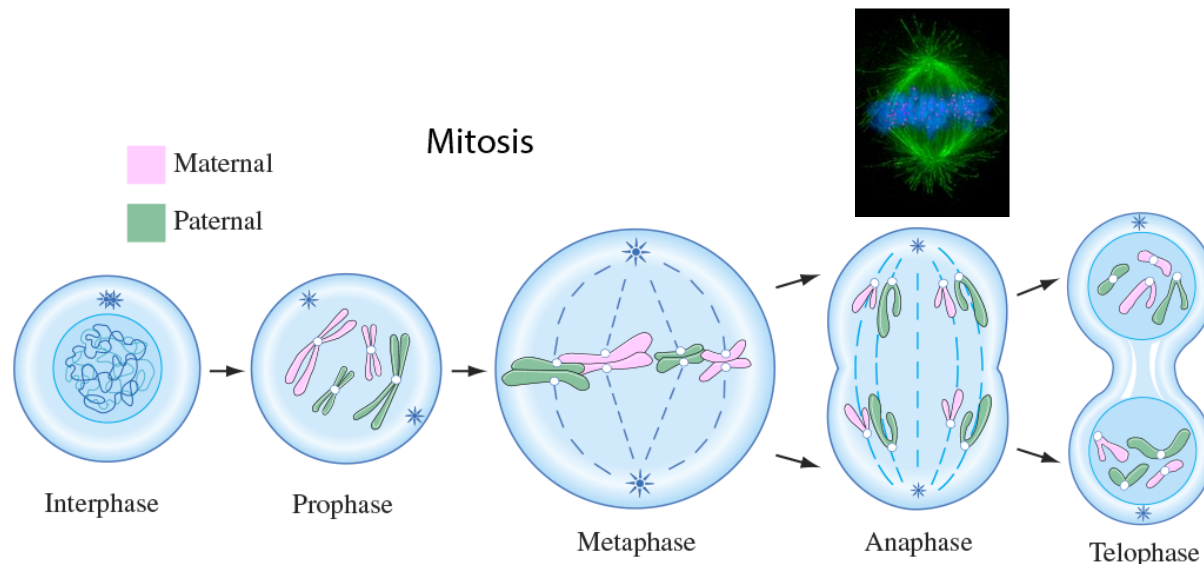 Mitosis
Maternal
Paternal
Interphase
Prophase
Metaphase
Anaphase
Telophase